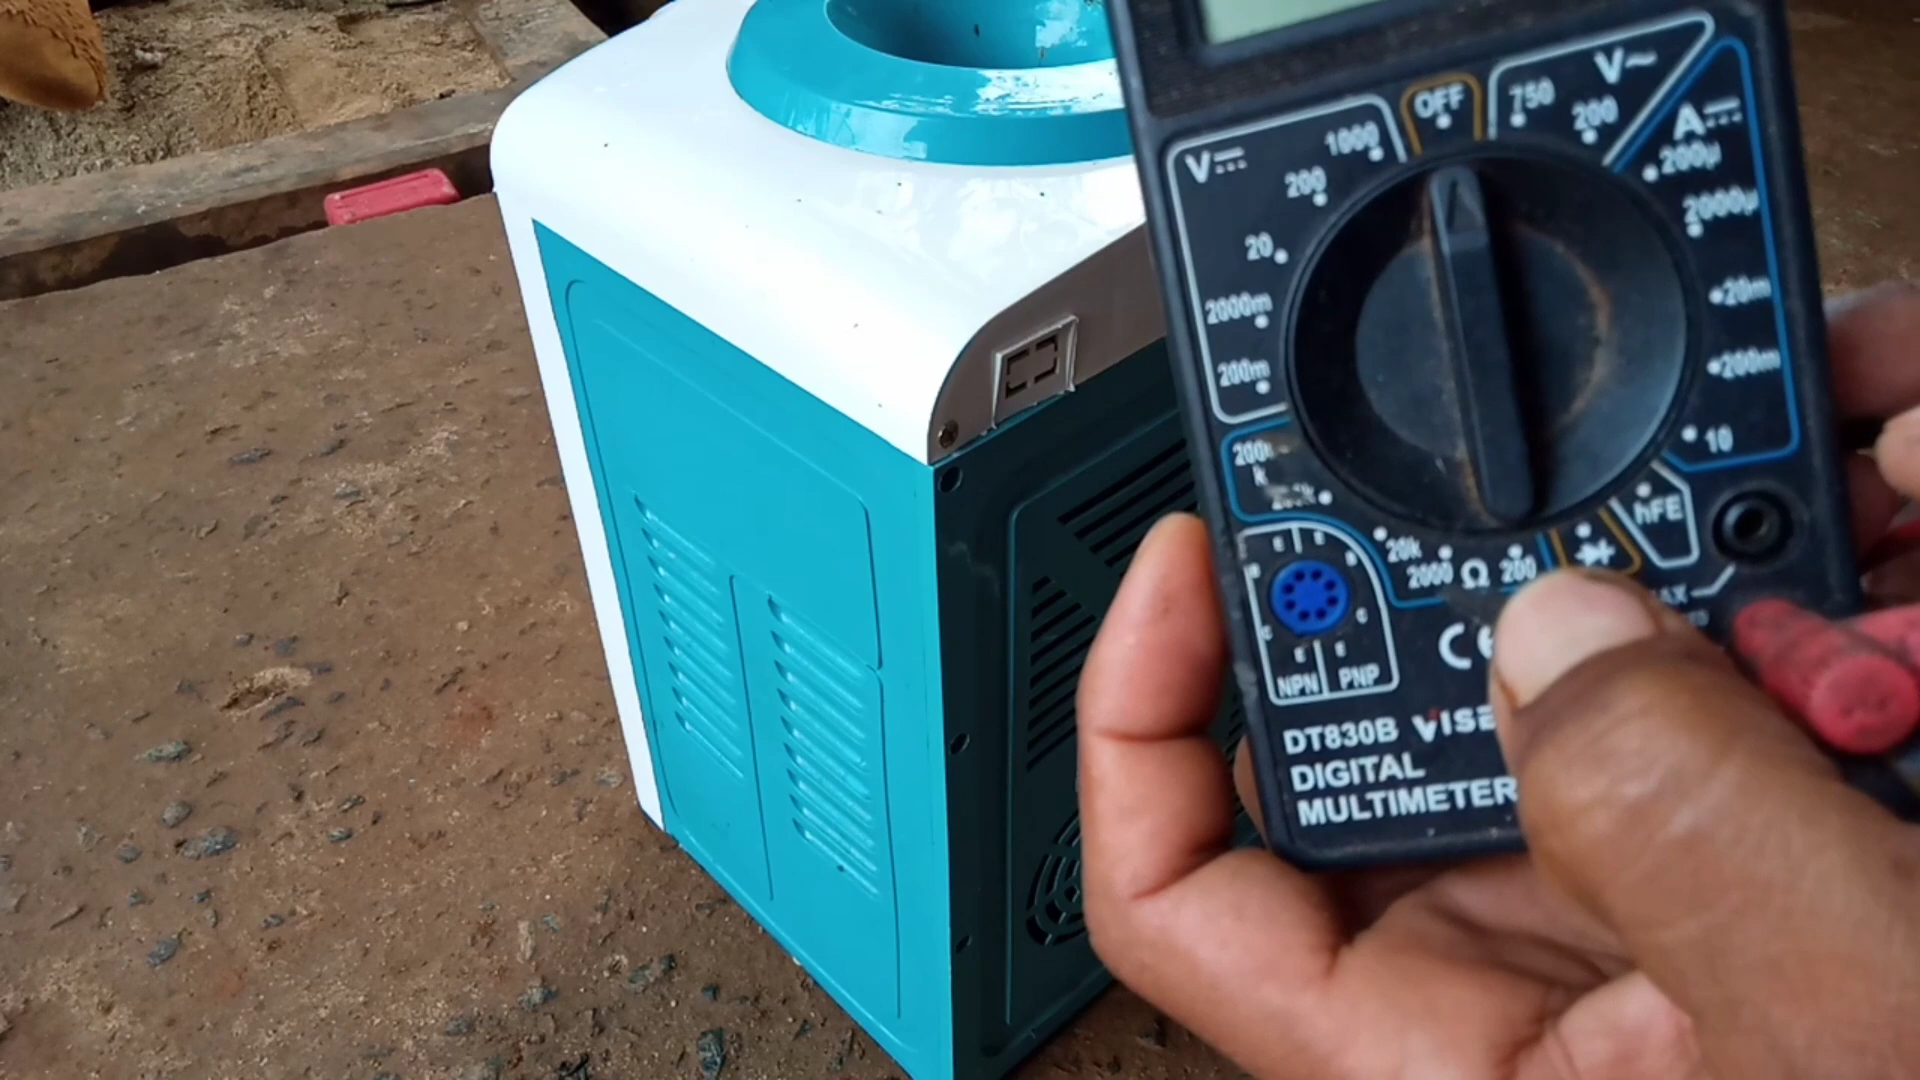 OFF
V~
750
200
V⎓
1000
200
20
2000m
200m
A⎓
200µ
2000µ
20m
200m
10
hFE
20k
2000 Ω 200
CE
NPN PNP
DT830B
DIGITAL
MULTIMETER